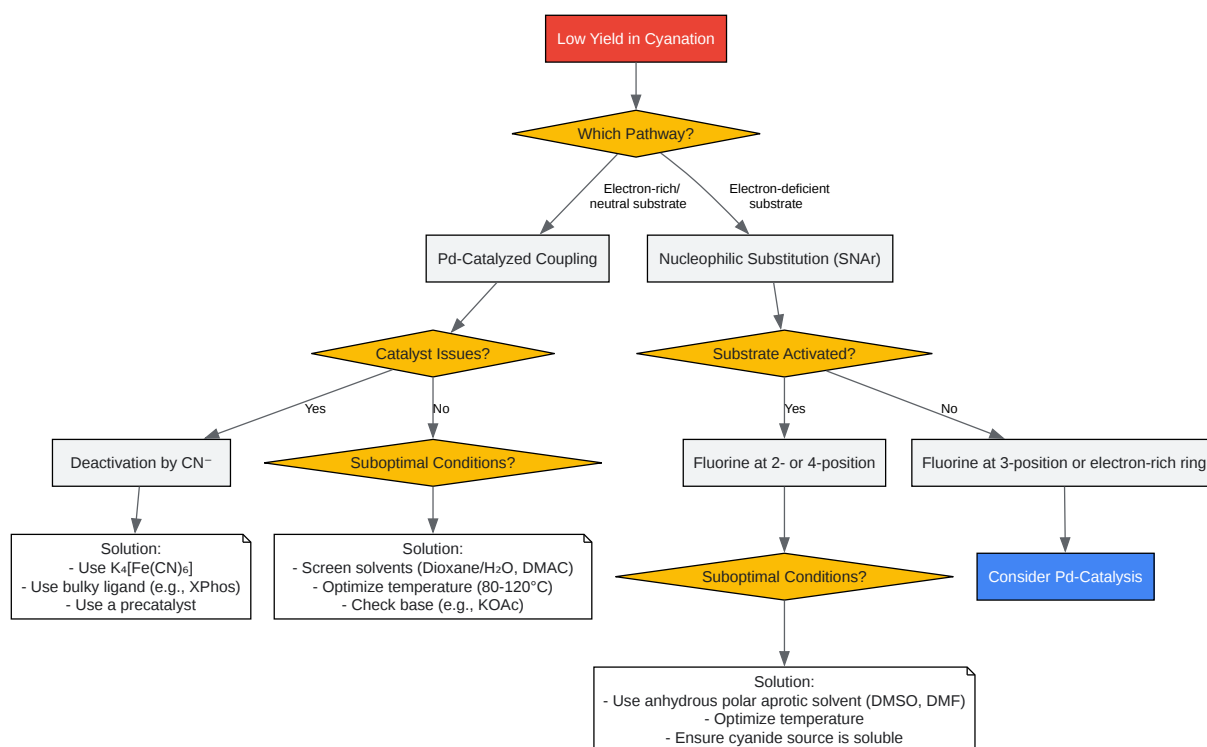 Low Yield in Cyanation
Which Pathway?
Electron-rich/
neutral substrate
Electron-deficient
substrate
Pd-Catalyzed Coupling
Nucleophilic Substitution (SNAr)
Catalyst Issues?
Substrate Activated?
Yes
No
Yes
No
Deactivation by CN⁻
Suboptimal Conditions?
Fluorine at 2- or 4-position
Fluorine at 3-position or electron-rich ring
Solution:
- Use K₄[Fe(CN)₆]
- Use bulky ligand (e.g., XPhos)
- Use a precatalyst
Solution:
- Screen solvents (Dioxane/H₂O, DMAC)
- Optimize temperature (80-120°C)
- Check base (e.g., KOAc)
Suboptimal Conditions?
Consider Pd-Catalysis
Solution:
- Use anhydrous polar aprotic solvent (DMSO, DMF)
- Optimize temperature
- Ensure cyanide source is soluble